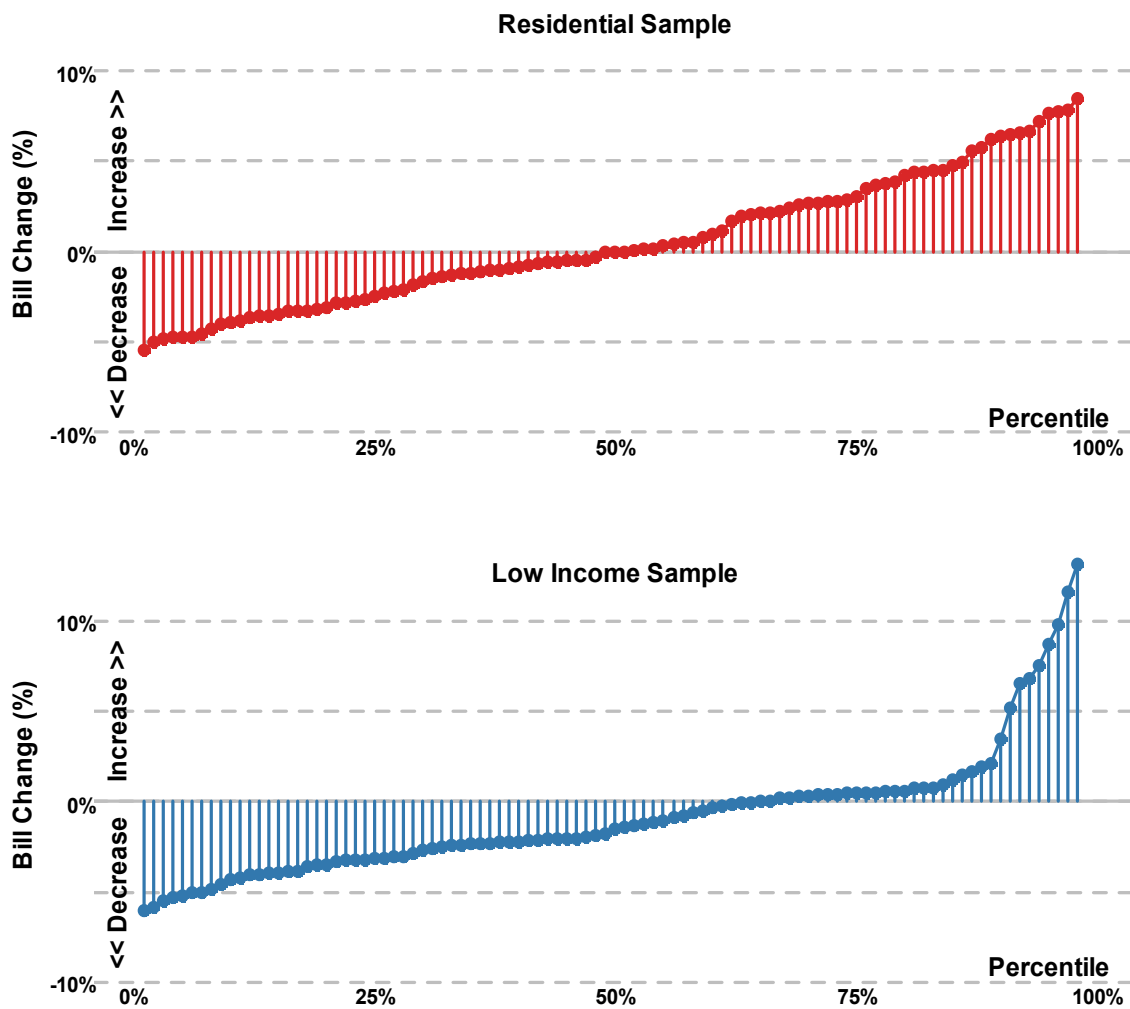 Residential Sample
10%
0%
-10%
Bill Change (%)
<< Decrease Increase >>
Percentile
0% 25% 50% 75% 100%
Low Income Sample
10%
0%
-10%
Bill Change (%)
<< Decrease Increase >>
Percentile
0% 25% 50% 75% 100%